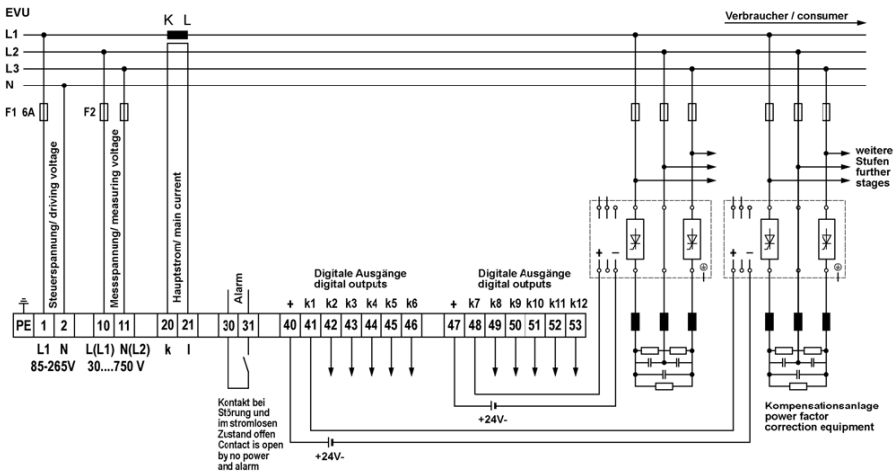 EVU
K L
Verbraucher / consumer
L1
L2
L3
N
F1 6A
F2
Steuerspannung/ driving voltage
Messspannung/ measuring voltage
Hauptstrom/ main current
Alarm
weitere
Stufen
further
stages
+ −
+ −
Digitale Ausgänge
digital outputs
Digitale Ausgänge
digital outputs
+ k1 k2 k3 k4 k5 k6
+ k7 k8 k9 k10 k11 k12
PE 1 2 10 11 20 21 30 31 40 41 42 43 44 45 46 47 48 49 50 51 52 53
L1 N L(L1) N(L2) k l
85-265V 30....750 V
Kontakt bei
Störung und
im stromlosen
Zustand offen
Contact is open
by no power
and alarm
+24V-
+24V-
Kompensationsanlage
power factor
correction equipment